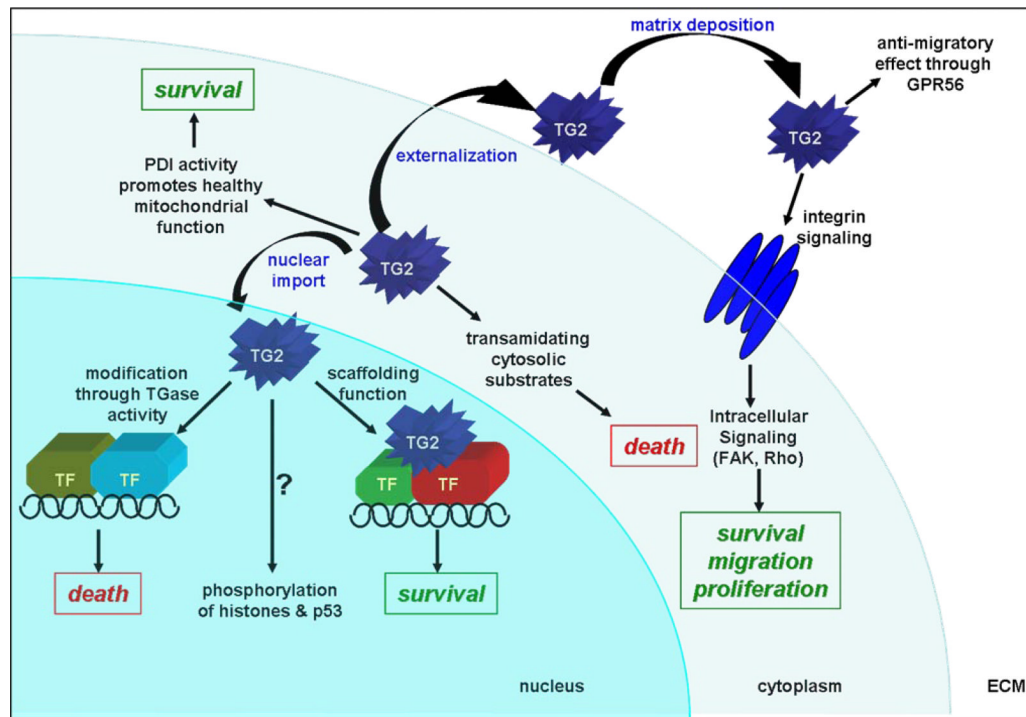 matrix deposition
anti-migratory
effect through
GPR56
survival
TG2
TG2
externalization
PDI activity
promotes healthy
mitochondrial
function
integrin
signaling
nuclear
import
TG2
TG2
transamidating
cytosolic
substrates
modification
through TGase
activity
scaffolding
function
TG2
Intracellular
Signaling
(FAK, Rho)
death
TF
TF
?
TF
TF
survival
migration
proliferation
death
phosphorylation
of histones & p53
survival
nucleus
cytoplasm
ECM